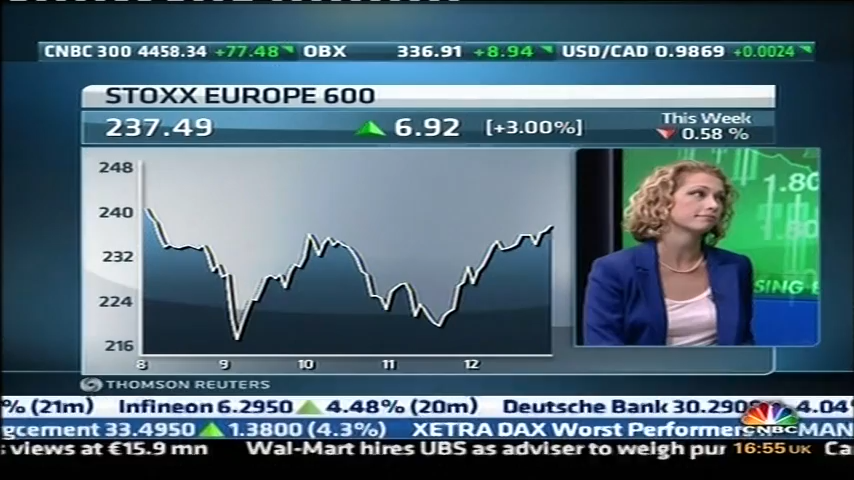 CNBC 300 4458.34 +77.48 OBX 336.91 +8.94 USD/CAD 0.9869 +0.0024
STOXX EUROPE 600
237.49 6.92 [+3.00%] This Week 0.58 %
248
240
232
224
216
8 9 10 11 12
1.80
THOMSON REUTERS
% (21m) Infineon 6.2950 4.48% (20m) Deutsche Bank 30.290 4.04
gcement 33.4950 1.3800 (4.3%) XETRA DAX Worst Performer MAN
CNBC
views at €15.9 mn Wal-Mart hires UBS as adviser to weigh pur 16:55UK Ca